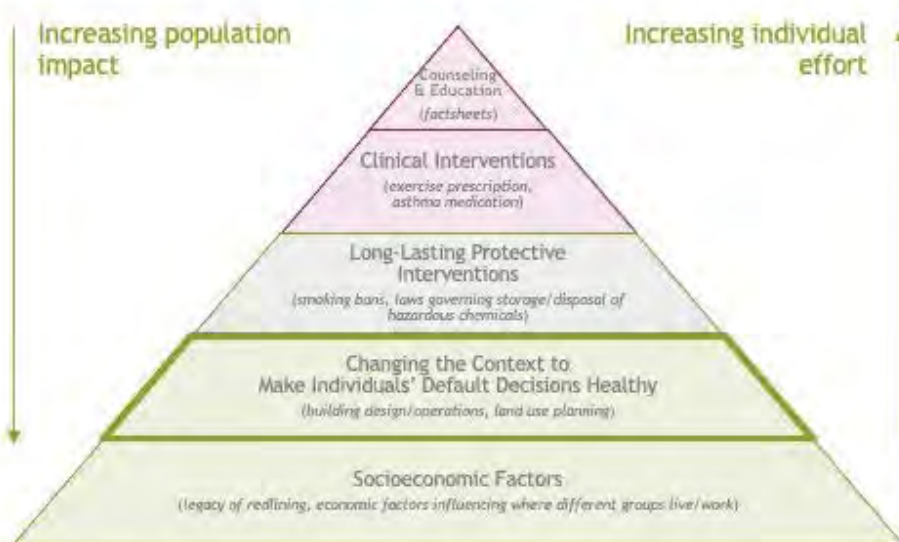 Increasing population
impact
Increasing individual
effort
Counseling
& Education
(factsheets)
Clinical Interventions
(exercise prescription,
asthma medication)
Long-Lasting Protective
Interventions
(smoking bans, laws governing storage/disposal of
hazardous chemicals)
Changing the Context to
Make Individuals' Default Decisions Healthy
(building design/operations, land use planning)
Socioeconomic Factors
(legacy of redlining, economic factors influencing where different groups live/work)